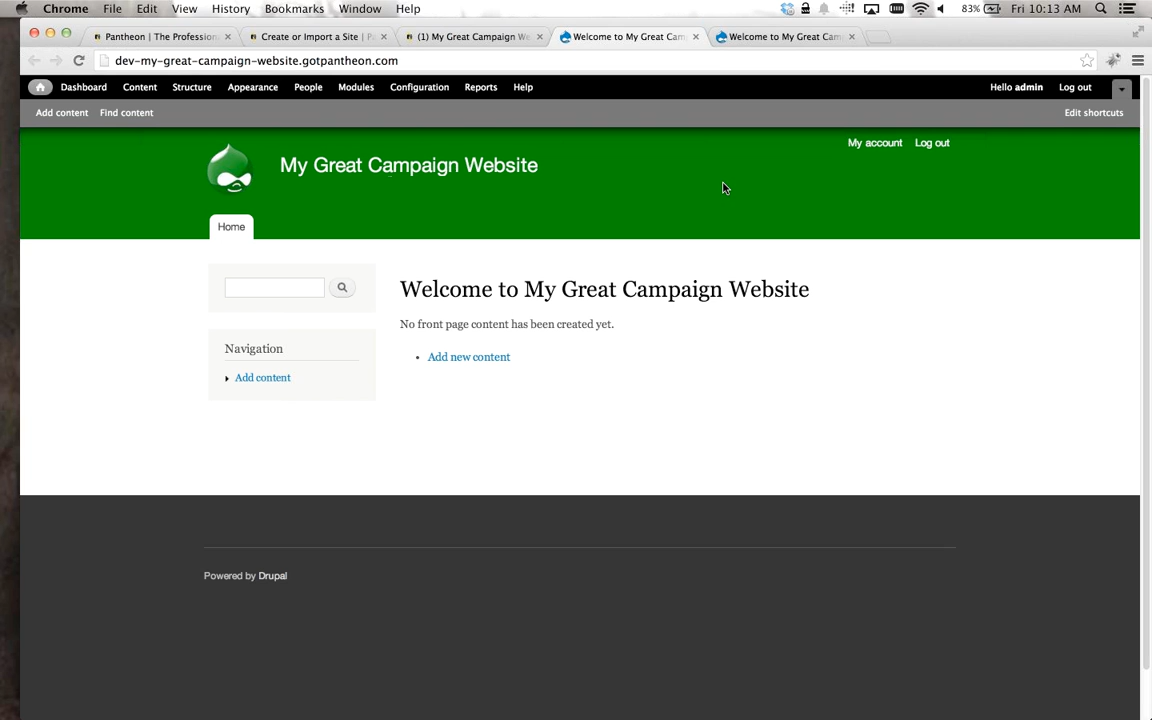 Chrome File Edit View History Bookmarks Window Help 83% Fri 10:13 AM
Pantheon | The Profession Create or Import a Site | P (1) My Great Campaign We Welcome to My Great Cam Welcome to My Great Cam
dev-my-great-campaign-website.gotpantheon.com
Dashboard Content Structure Appearance People Modules Configuration Reports Help Hello admin Log out
Add content Find content Edit shortcuts
My account Log out
My Great Campaign Website
Home
Welcome to My Great Campaign Website
No front page content has been created yet.
Navigation
• Add new content
Add content
Powered by Drupal